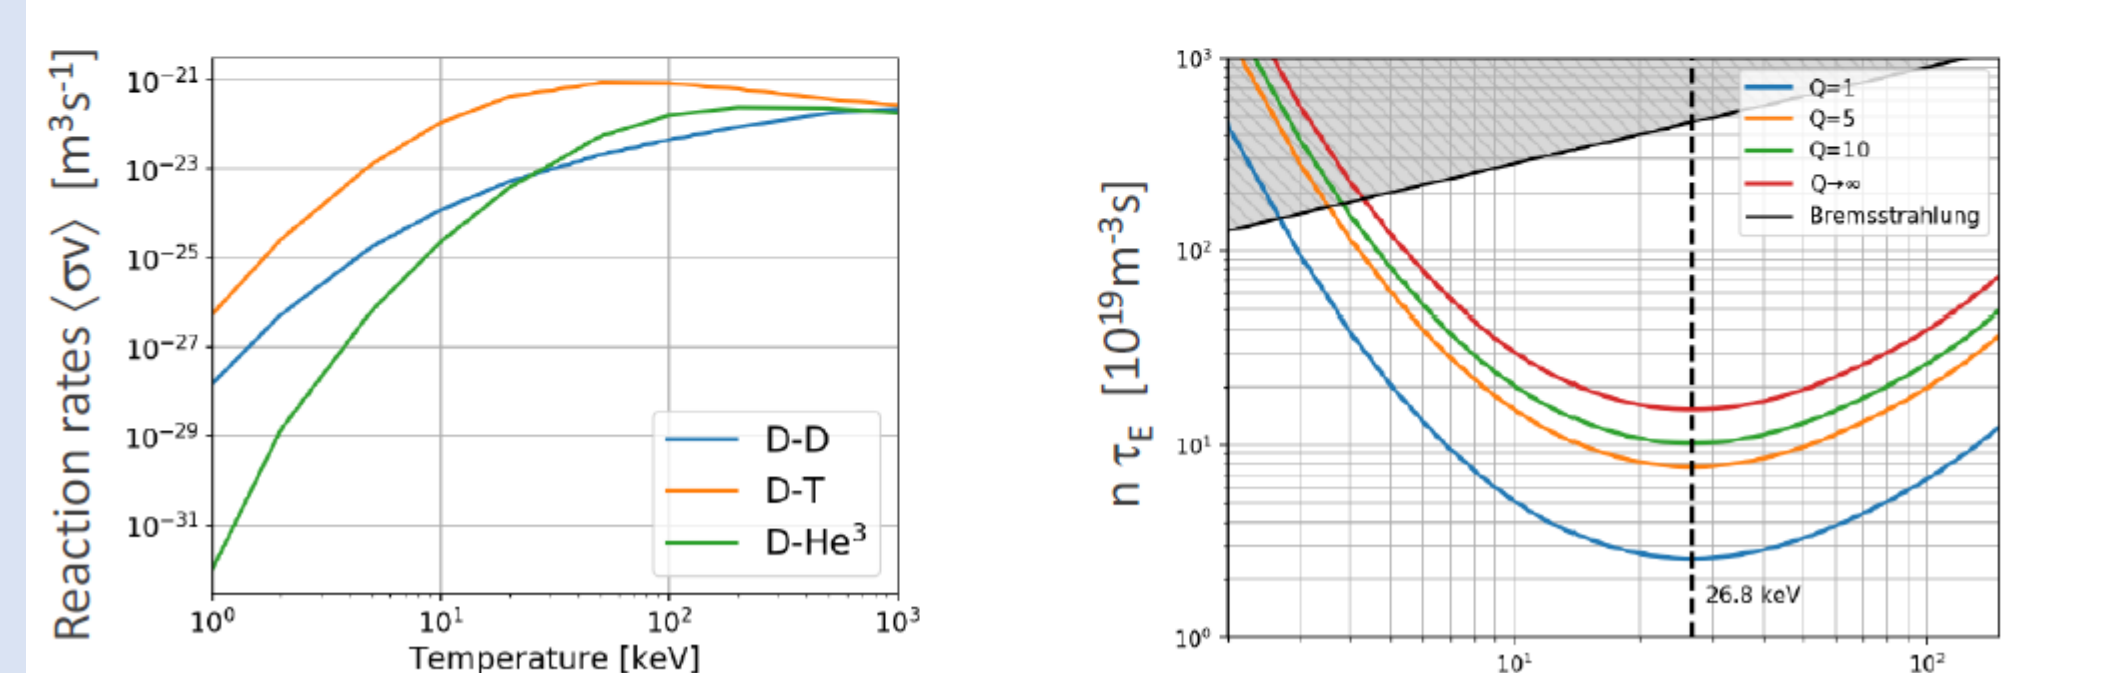 Reaction rates ⟨σv⟩ [m³s⁻¹]
10⁻²¹
10⁻²³
10⁻²⁵
10⁻²⁷
10⁻²⁹
10⁻³¹
D-D
D-T
D-He³
10⁰
10¹
10²
10³
Temperature [keV]
n τ_E [10¹⁹m⁻³s]
10³
10²
10¹
10⁰
Q=1
Q=5
Q=10
Q→∞
Bremsstrahlung
26.8 keV
10¹
10²